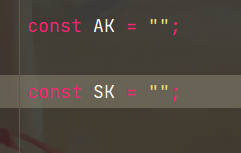 const AK = "";
const SK = "";